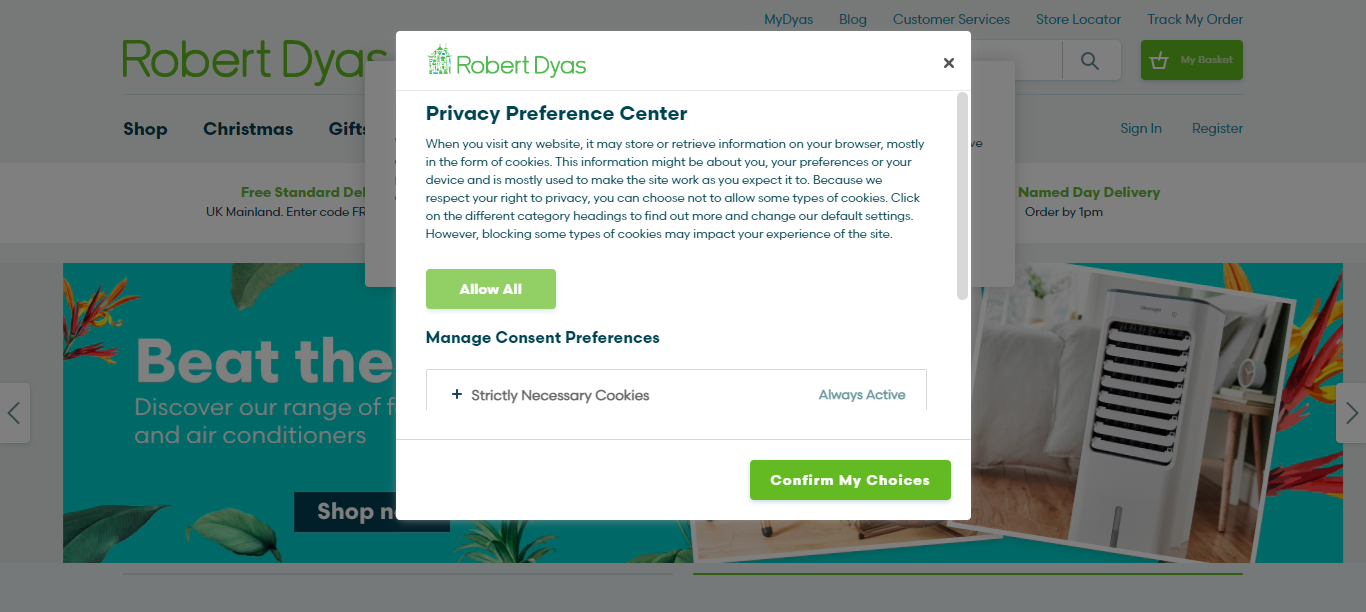 MyDyas Blog Customer Services Store Locator Track My Order
Robert Dyas
My Basket
Shop Christmas Gifts
Sign In Register
Free Standard Del
UK Mainland. Enter code FR
Named Day Delivery
Order by 1pm
Beat the
Discover our range of
and air conditioners
Shop
Robert Dyas
Privacy Preference Center
When you visit any website, it may store or retrieve information on your browser, mostly
in the form of cookies. This information might be about you, your preferences or your
device and is mostly used to make the site work as you expect it to. Because we
respect your right to privacy, you can choose not to allow some types of cookies. Click
on the different category headings to find out more and change our default settings.
However, blocking some types of cookies may impact your experience of the site.
Allow All
Manage Consent Preferences
+ Strictly Necessary Cookies Always Active
Confirm My Choices